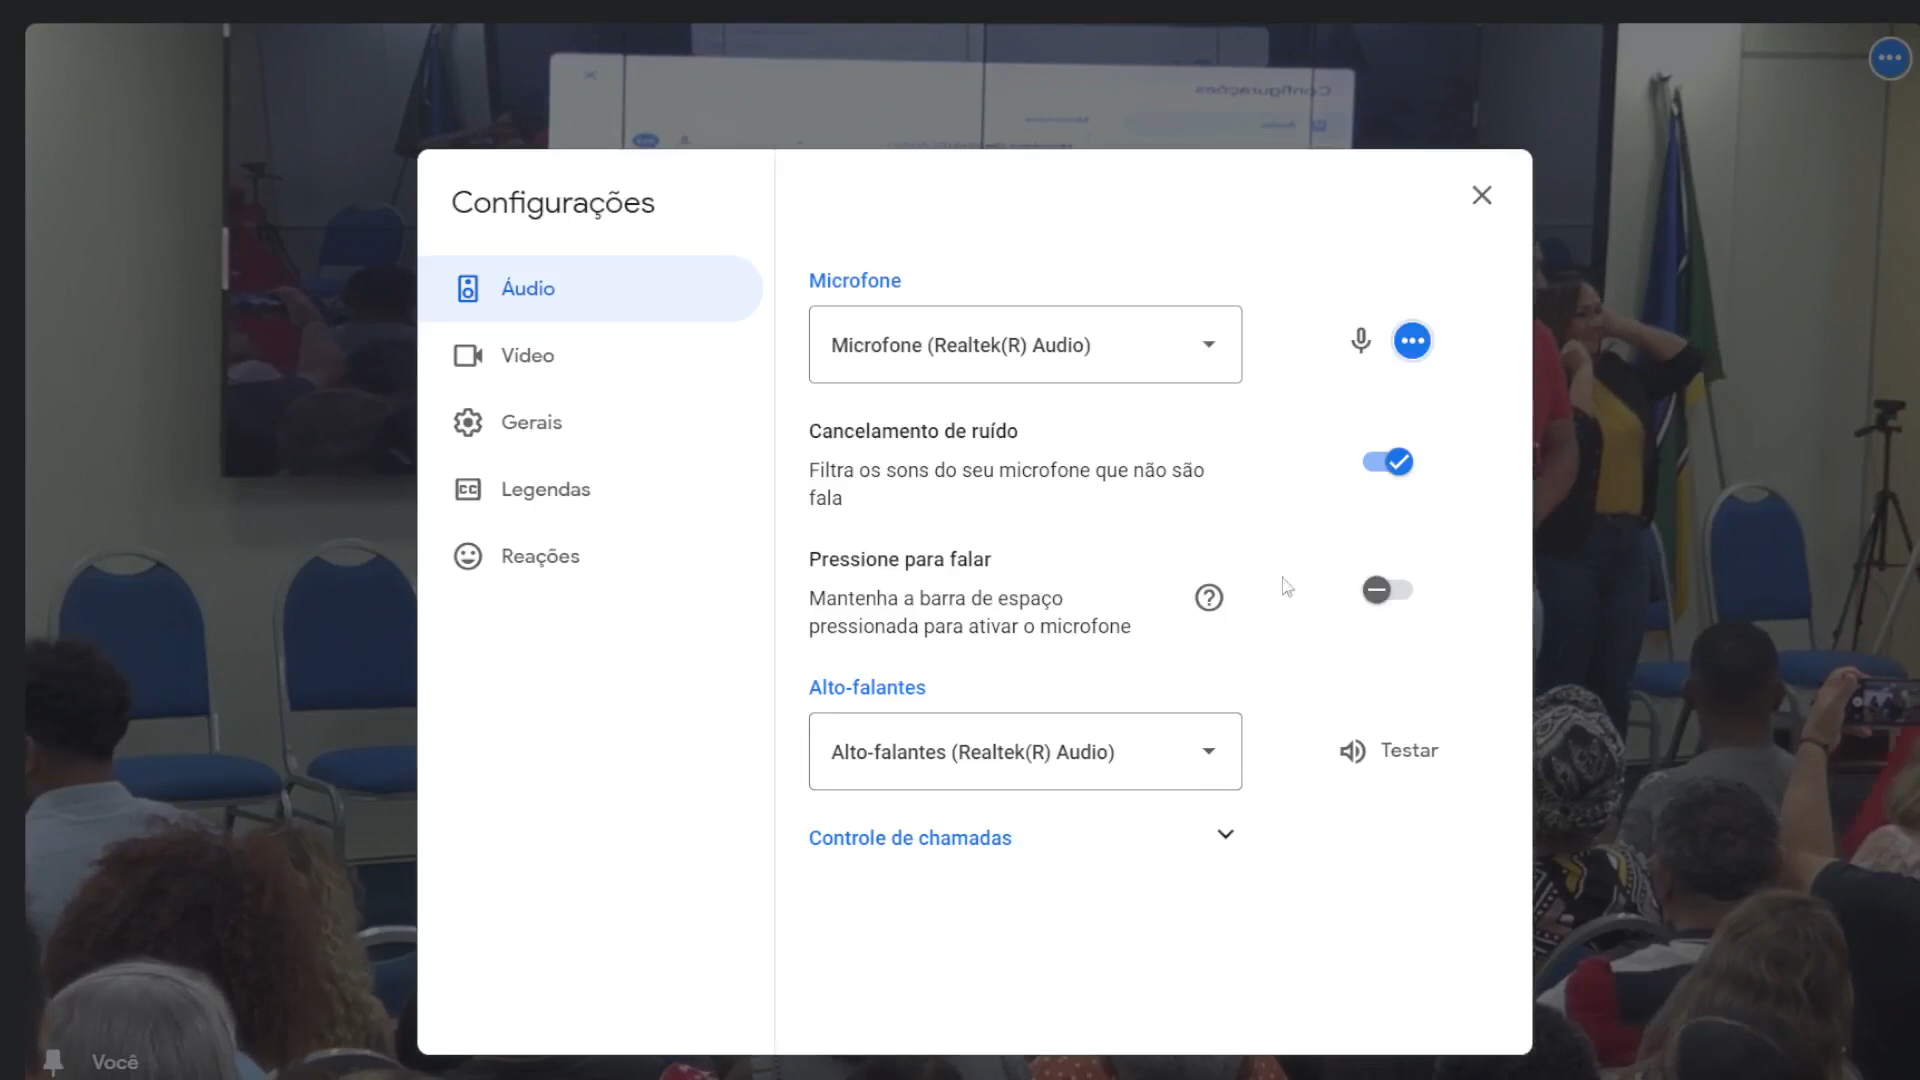 Configurações
Áudio
Vídeo
Gerais
Legendas
Reações
Microfone
Microfone (Realtek(R) Audio)
Cancelamento de ruído
Filtra os sons do seu microfone que não são
fala
Pressione para falar
Mantenha a barra de espaço
pressionada para ativar o microfone
Alto-falantes
Alto-falantes (Realtek(R) Audio)
Testar
Controle de chamadas
Você